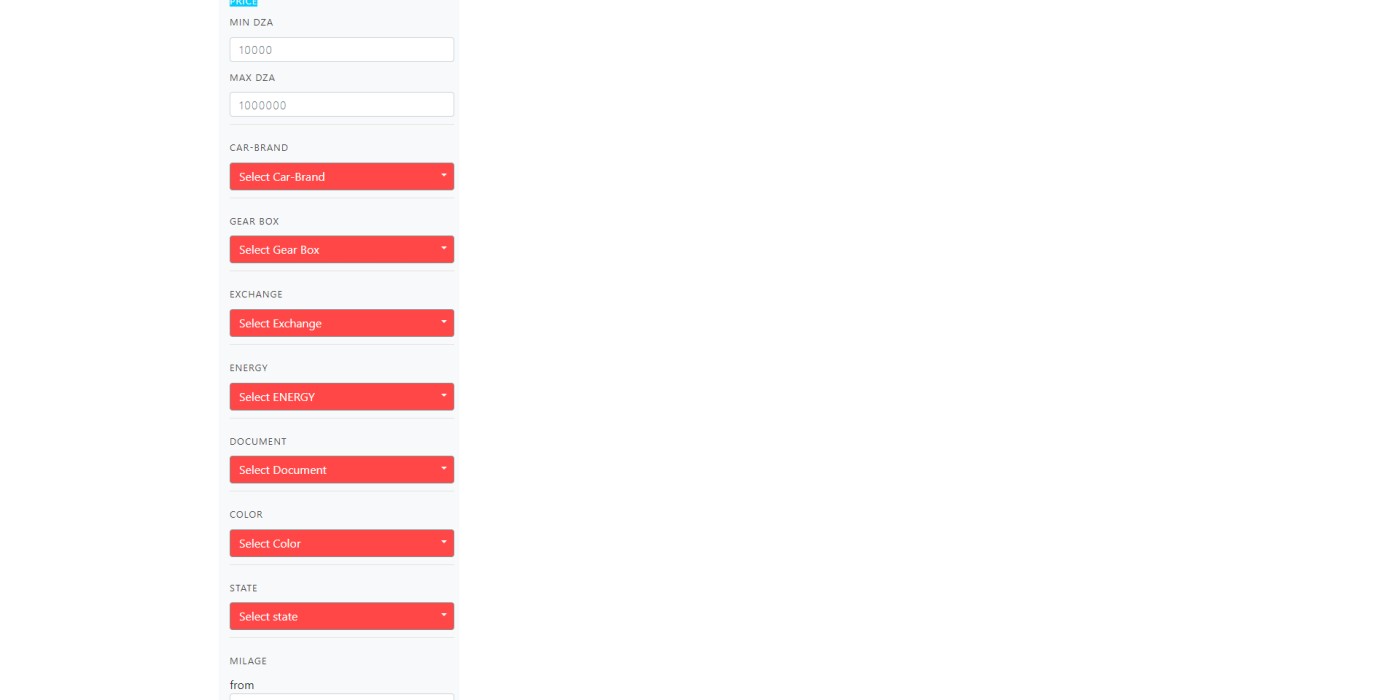 PRICE
MIN DZA
10000
MAX DZA
1000000
CAR-BRAND
Select Car-Brand
GEAR BOX
Select Gear Box
EXCHANGE
Select Exchange
ENERGY
Select ENERGY
DOCUMENT
Select Document
COLOR
Select Color
STATE
Select state
MILAGE
from